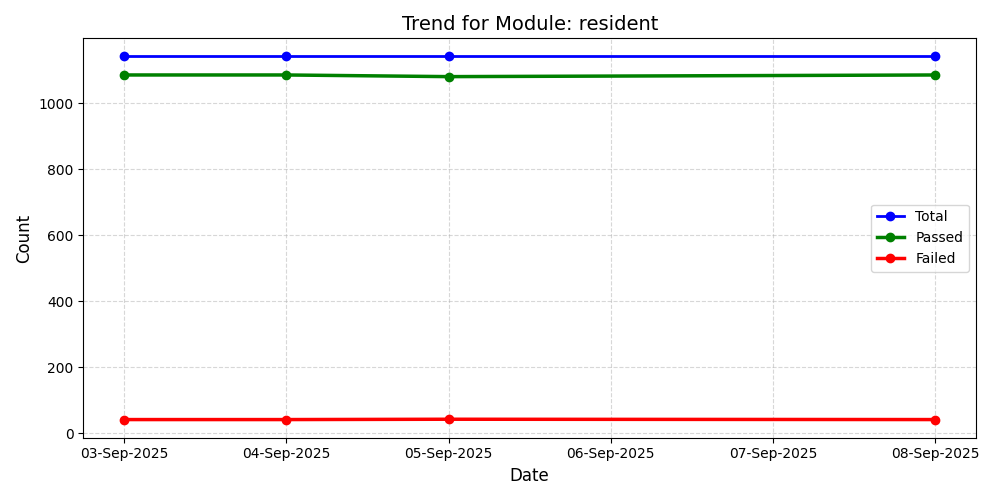 Trend for Module: resident
Count
1000
800
600
400
200
0
Total
Passed
Failed
03-Sep-2025 04-Sep-2025 05-Sep-2025 06-Sep-2025 07-Sep-2025 08-Sep-2025
Date